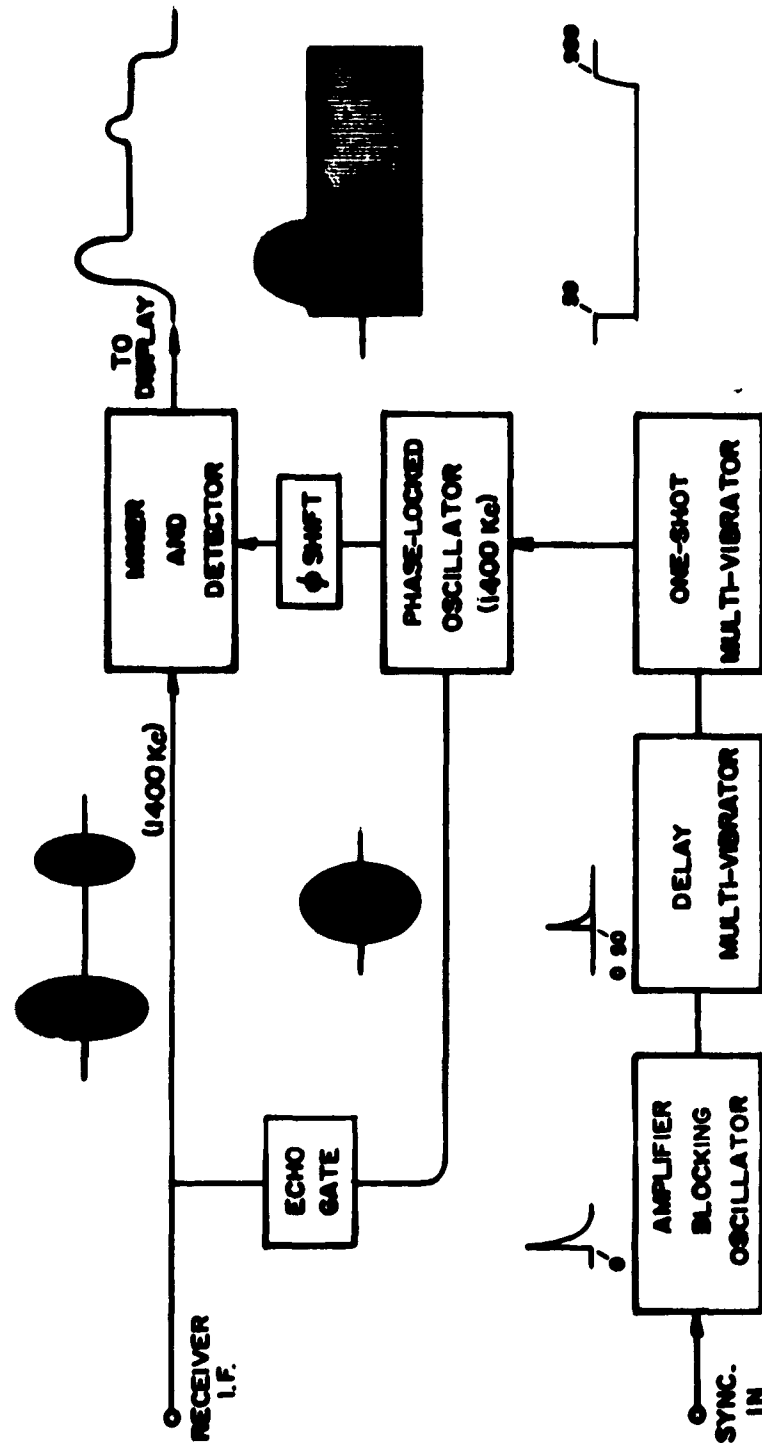 RECEIVER
I.F.
(1400 Kc)
MIXER
AND
DETECTOR
TO
DISPLAY
ECHO
GATE
ϕ SHIFT
PHASE-LOCKED
OSCILLATOR
(1400 Kc)
SYNC.
IN
0
AMPLIFIER
BLOCKING
OSCILLATOR
0 90
DELAY
MULTI-VIBRATOR
ONE-SHOT
MULTI-VIBRATOR
90